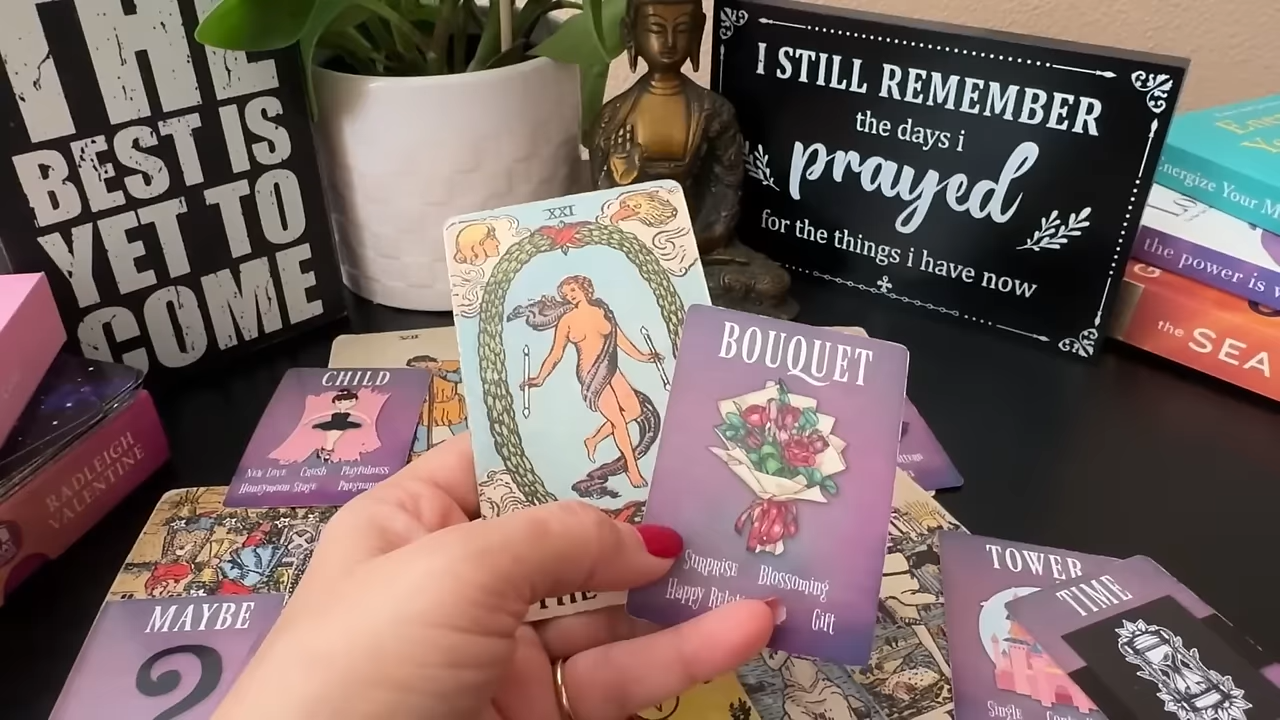 THE
BEST IS
YET TO
COME
I STILL REMEMBER
the days i
prayed
for the things i have now
Energize Your
the power is
the SEA
RADLEIGH
VALENTINE
XXI
THE
VII
CHILD
New Love Crush Playfulness
Honeymoon Stage
BOUQUET
Surprise Blossoming
Happy
Gift
MAYBE
?
TOWER
Single
TIME